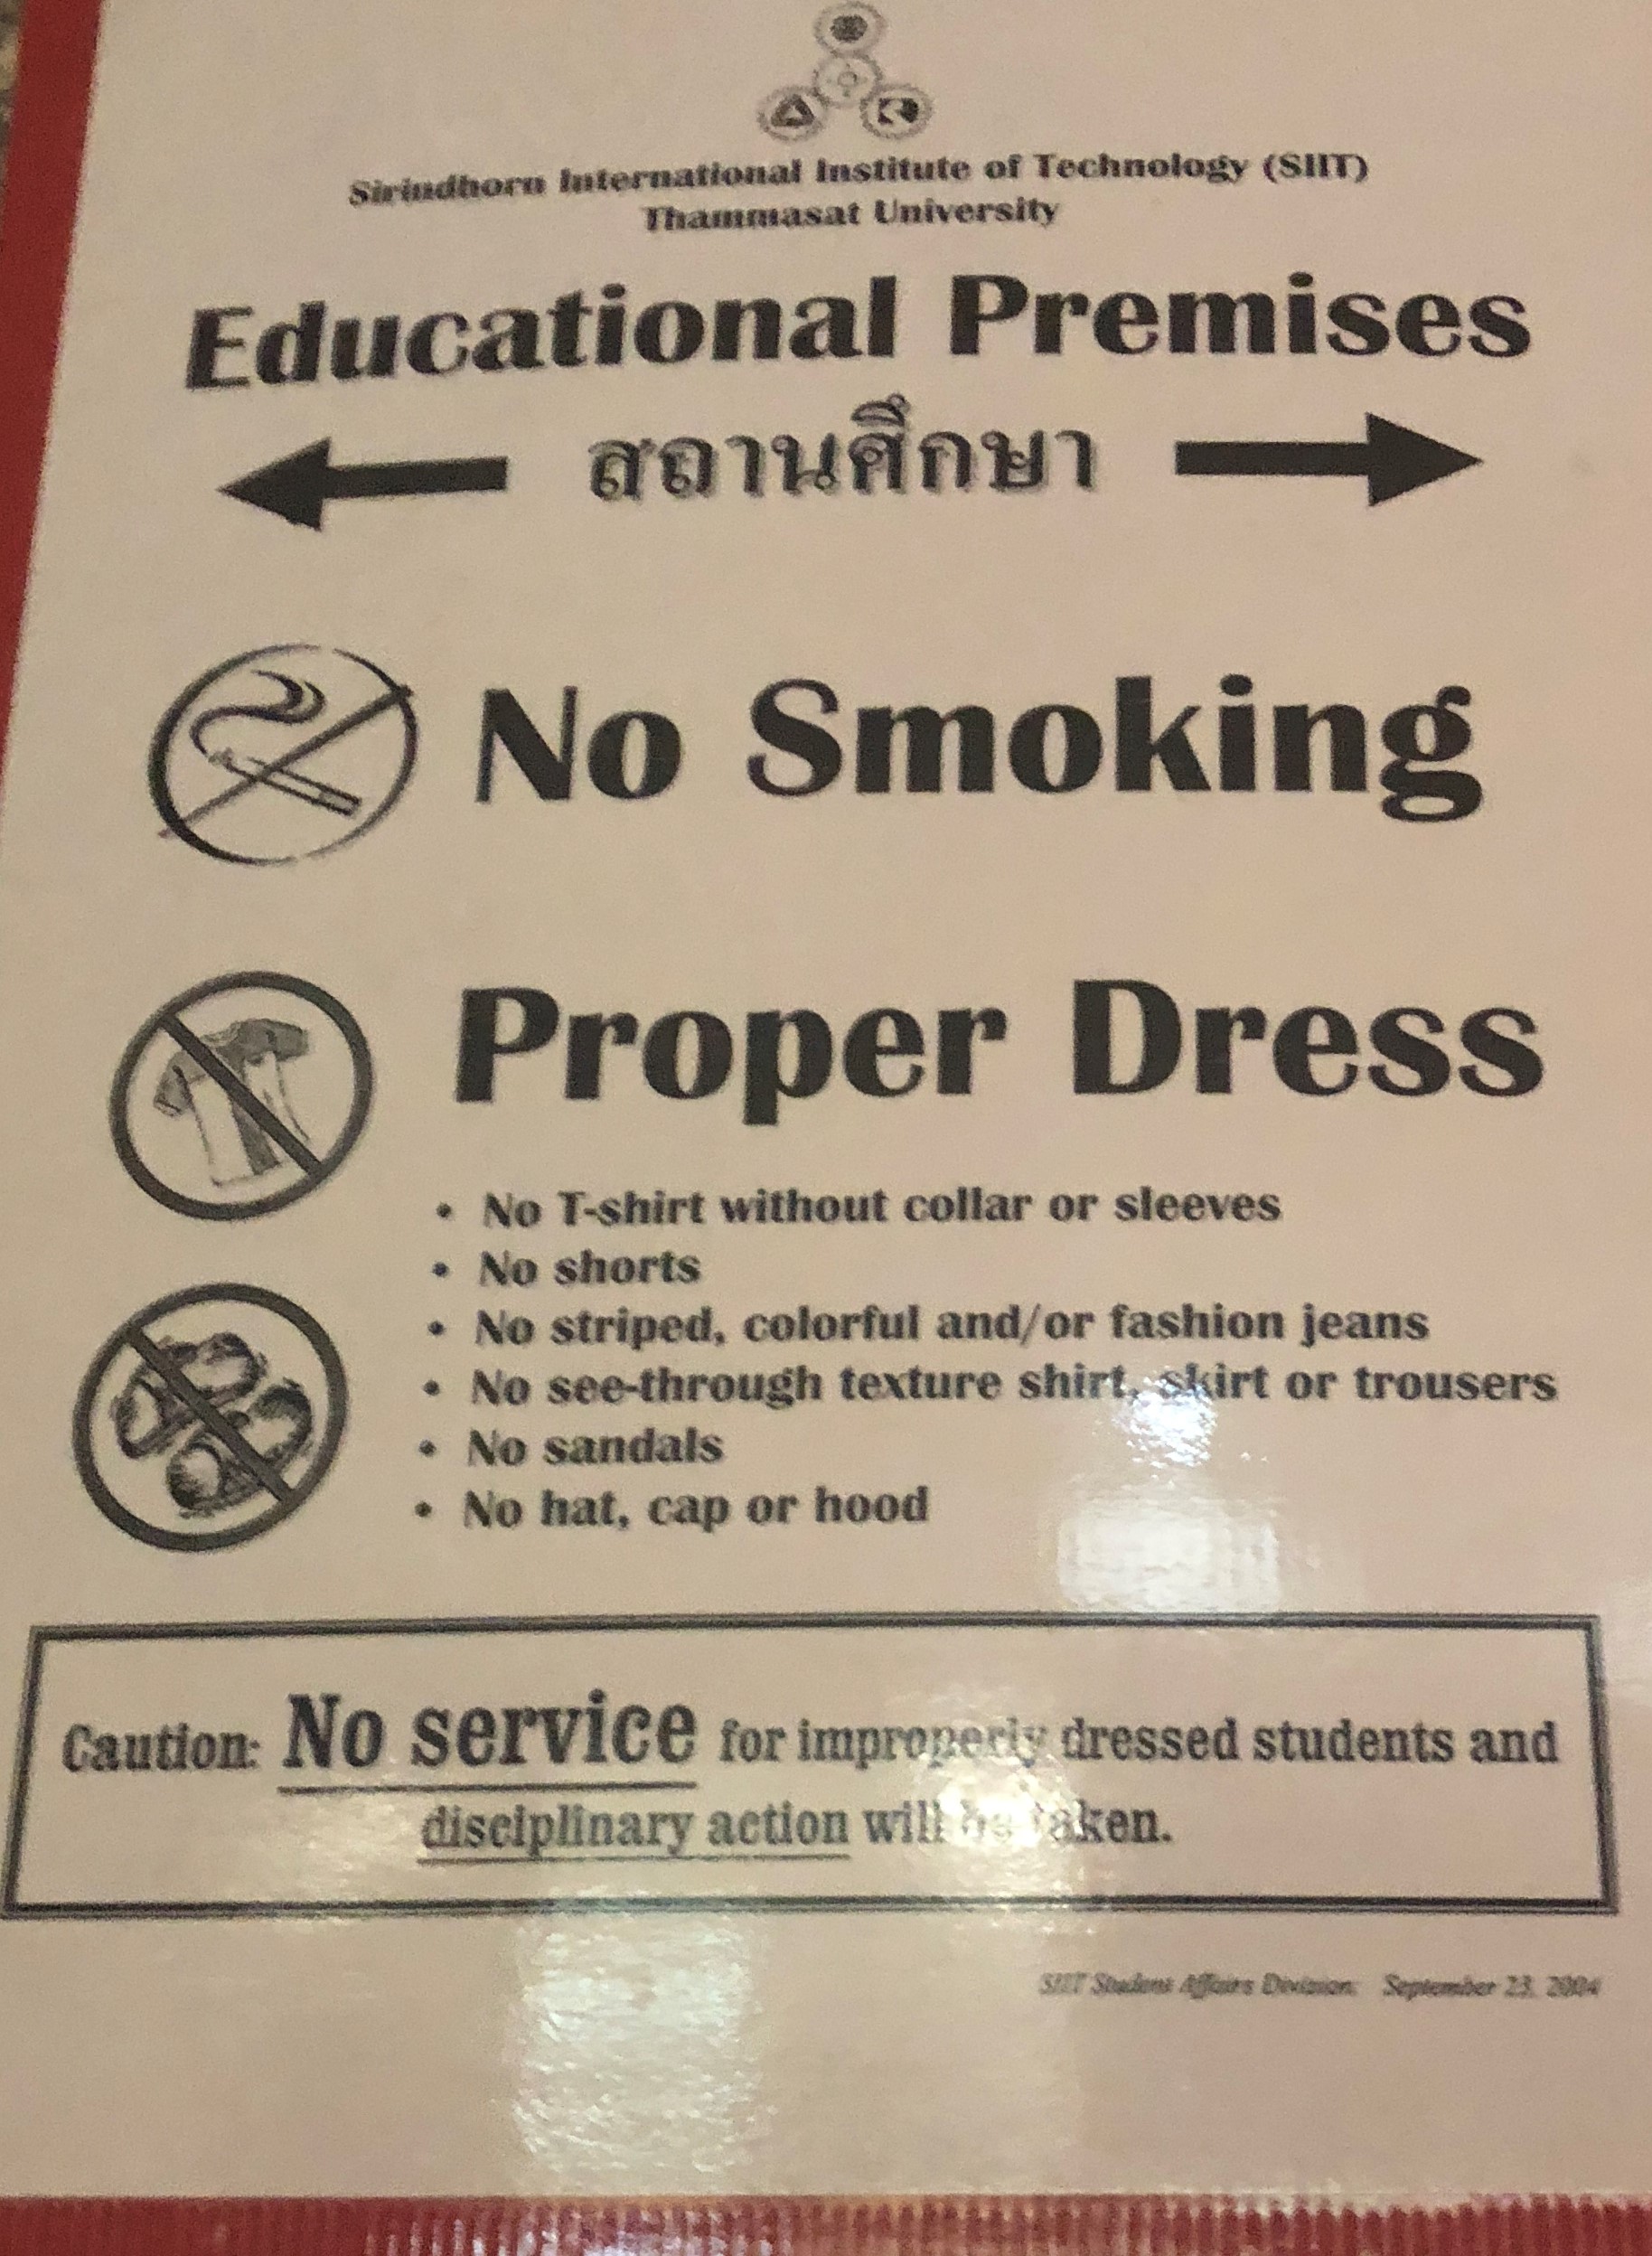 Sirindhorn International Institute of Technology (SIIT)
Thammasat University
Educational Premises
สถานศึกษา
No Smoking
Proper Dress
• No T-shirt without collar or sleeves
• No shorts
• No striped, colorful and/or fashion jeans
• No see-through texture shirt, skirt or trousers
• No sandals
• No hat, cap or hood
Caution: No service for improperly dressed students and
disciplinary action will be taken.
SIIT Student Affairs Division September 23, 2004